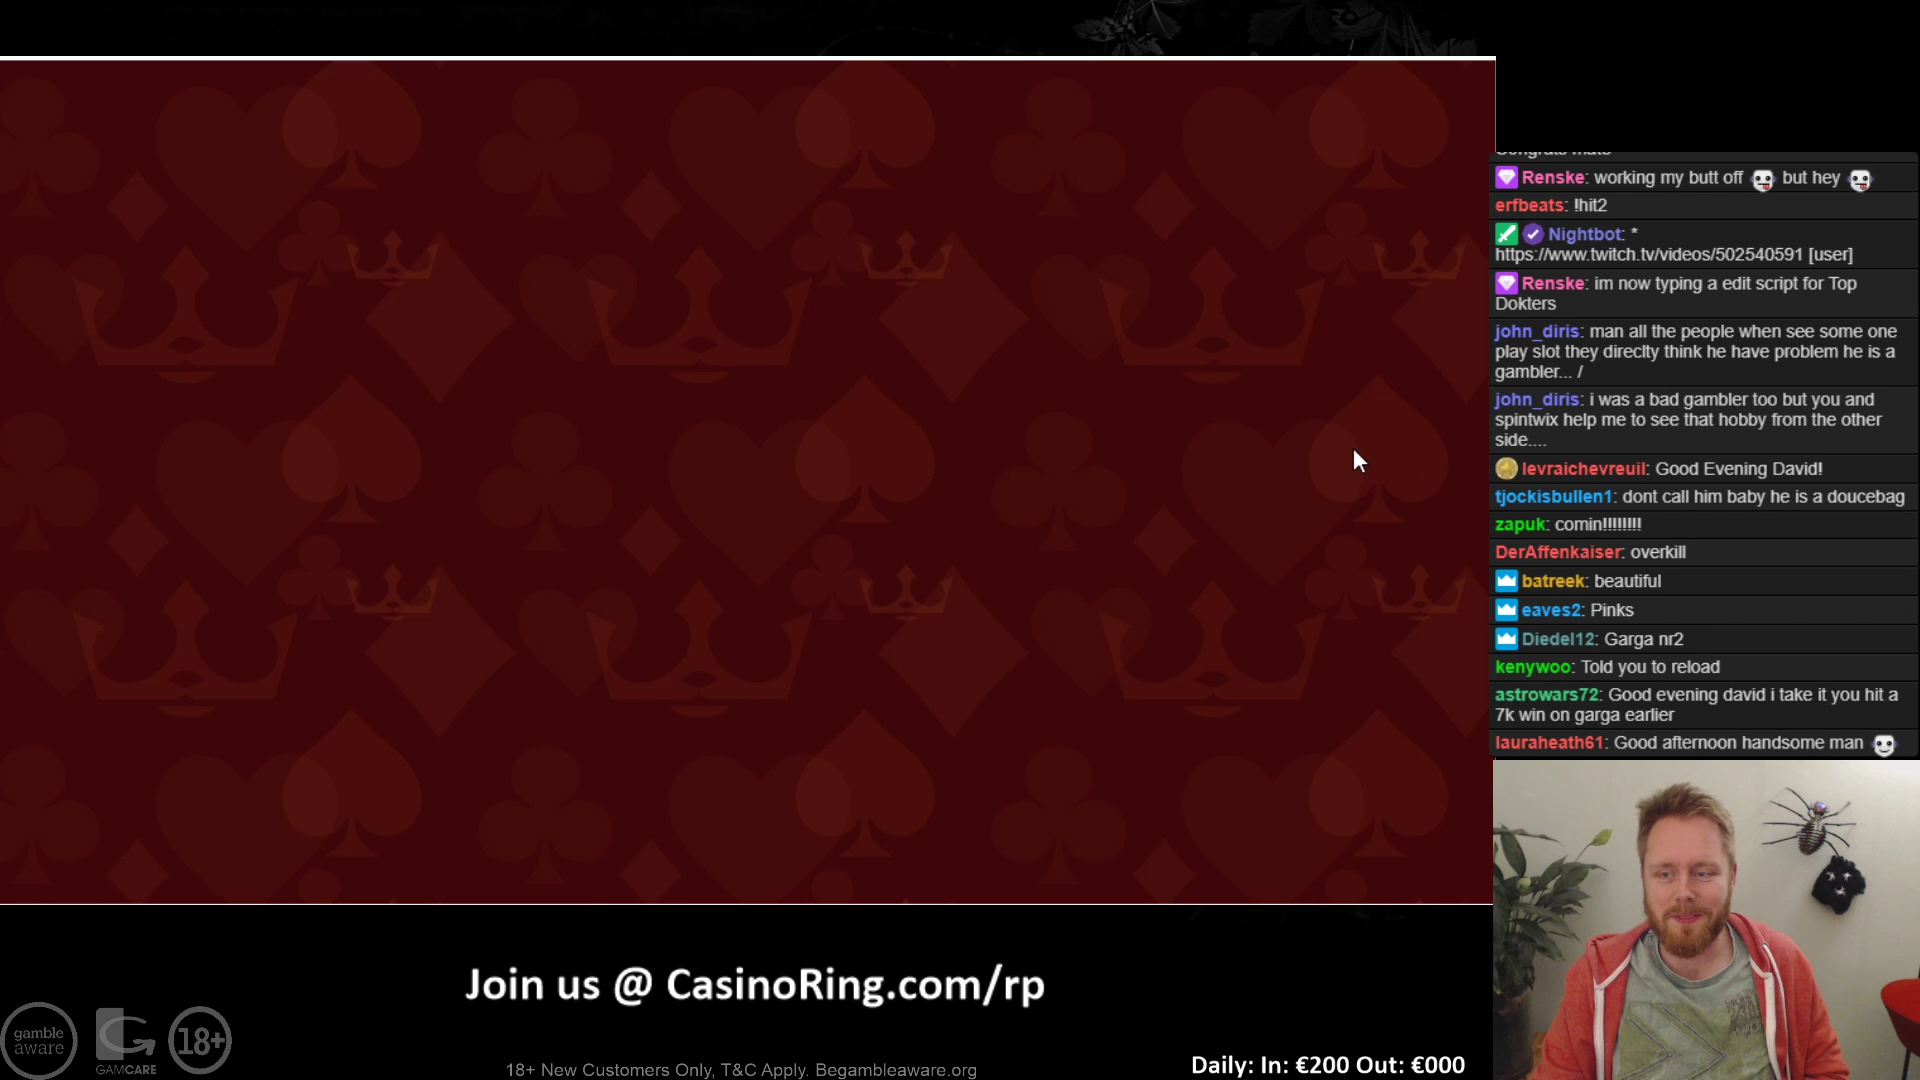 Congrats mate
Renske: working my butt off but hey
erfbeats: !hit2
Nightbot: *
https://www.twitch.tv/videos/502540591 [user]
Renske: im now typing a edit script for Top
Dokters
john_diris: man all the people when see some one
play slot they direclty think he have problem he is a
gambler... /
john_diris: i was a bad gambler too but you and
spintwix help me to see that hobby from the other
side....
levraichevreuil: Good Evening David!
tjockisbullen1: dont call him baby he is a doucebag
zapuk: comin!!!!!!!!
DerAffenkaiser: overkill
batreek: beautiful
eaves2: Pinks
Diedel12: Garga nr2
kenywoo: Told you to reload
astrowars72: Good evening david i take it you hit a
7k win on garga earlier
lauraheath61: Good afternoon handsome man
Join us @ CasinoRing.com/rp
gamble
aware
GAMCARE
18+
18+ New Customers Only, T&C Apply. Begambleaware.org
Daily: In: €200 Out: €000